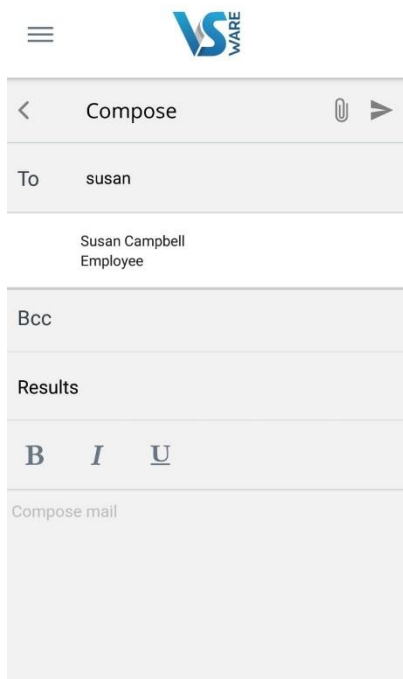 VS WARE
Compose
To susan
Susan Campbell
Employee
Bcc
Results
B I U
Compose mail